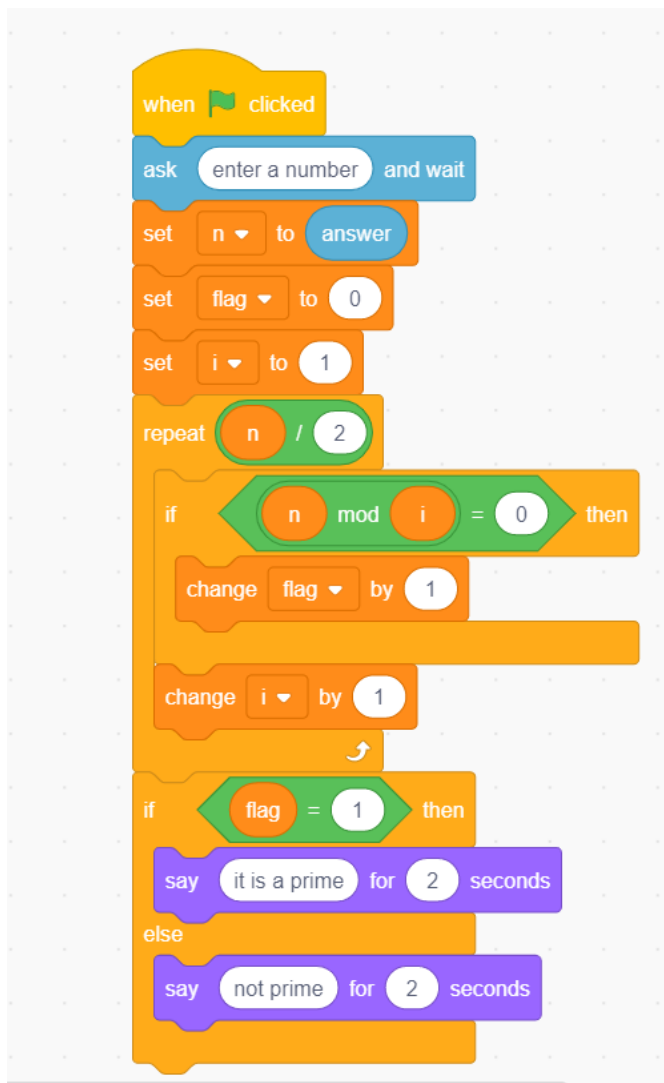 when clicked
ask enter a number and wait
set n to answer
set flag to 0
set i to 1
repeat n / 2
if n mod i = 0 then
change flag by 1
change i by 1
if flag = 1 then
say it is a prime for 2 seconds
else
say not prime for 2 seconds